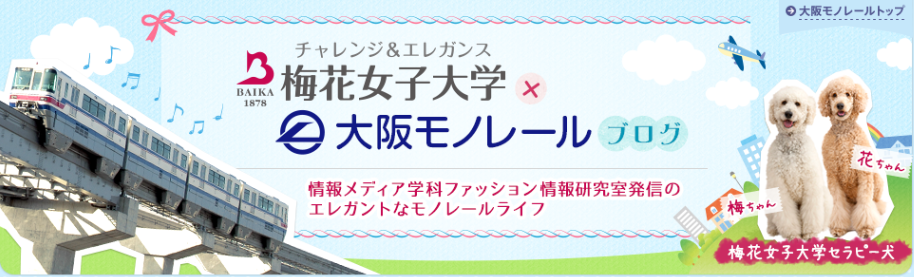 大阪モノレールトップ
チャレンジ＆エレガンス
BAIKA
1878
梅花女子大学
×
大阪モノレール ブログ
情報メディア学科ファッション情報研究室発信の
エレガントなモノレールライフ
花ちゃん
梅ちゃん
梅花女子大学セラピー犬